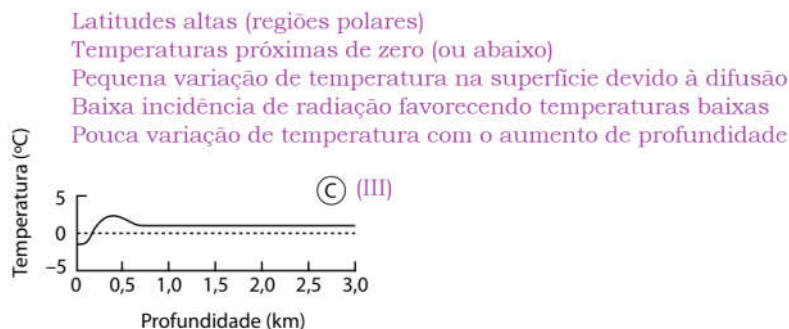 Latitudes altas (regiões polares)
Temperaturas próximas de zero (ou abaixo)
Pequena variação de temperatura na superfície devido à difusão
Baixa incidência de radiação favorecendo temperaturas baixas
Pouca variação de temperatura com o aumento de profundidade
C (III)
Temperatura (ºC)
5
0
–5
0 0,5 1,0 1,5 2,0 2,5 3,0
Profundidade (km)